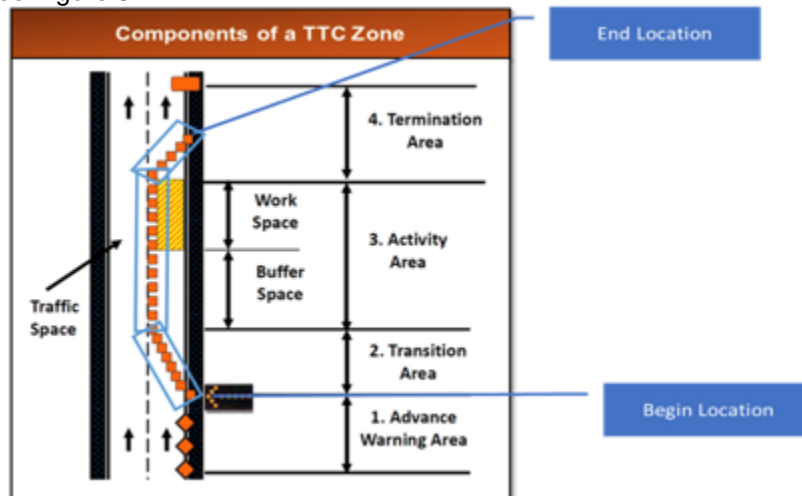 Components of a TTC Zone
End Location
4. Termination
Area
Work
Space
3. Activity
Area
Buffer
Space
Traffic
Space
2. Transition
Area
Begin Location
1. Advance
Warning Area